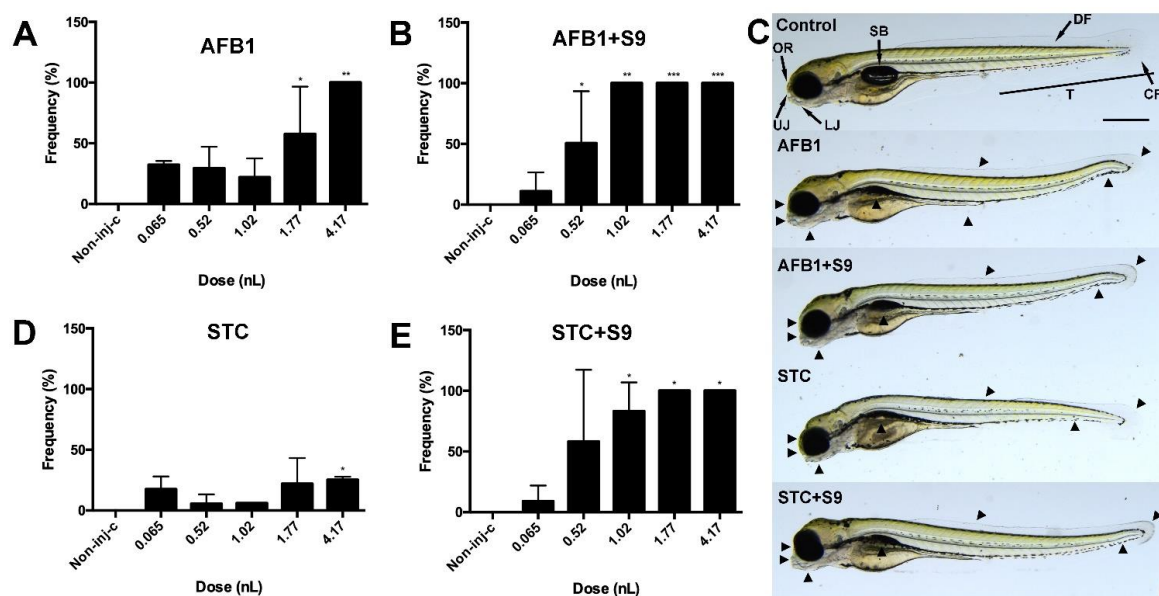 A
AFB1
Frequency (%)
150
100
50
0
* **
Non-inj-c 0.065 0.52 1.02 1.77 4.17
Dose (nL)
B
AFB1+S9
Frequency (%)
150
100
50
0
* ** *** ***
Non-inj-c 0.065 0.52 1.02 1.77 4.17
Dose (nL)
C
Control
OR
SB
DF
UJ
LJ
T
CF
AFB1
AFB1+S9
STC
STC+S9
D
STC
Frequency (%)
150
100
50
0
*
Non-inj-c 0.065 0.52 1.02 1.77 4.17
Dose (nL)
E
STC+S9
Frequency (%)
150
100
50
0
* * *
Non-inj-c 0.065 0.52 1.02 1.77 4.17
Dose (nL)